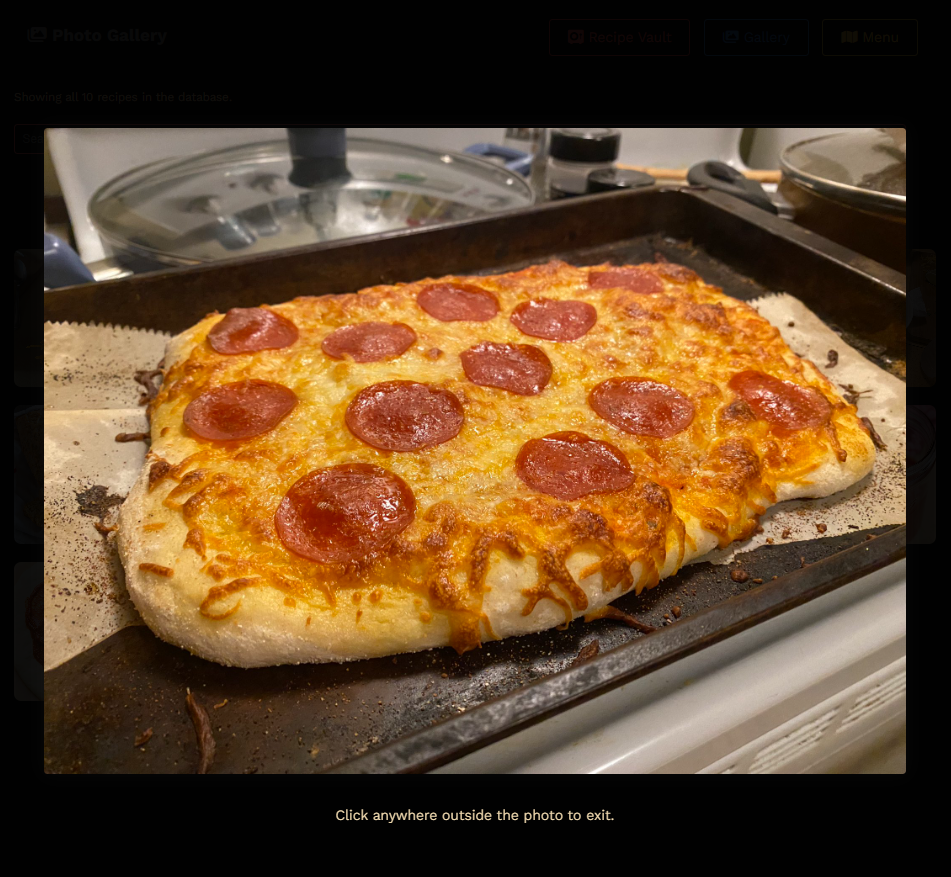 Photo Gallery
Recipe Vault
Gallery
Menu
Showing all 10 recipes in the database.
Click anywhere outside the photo to exit.